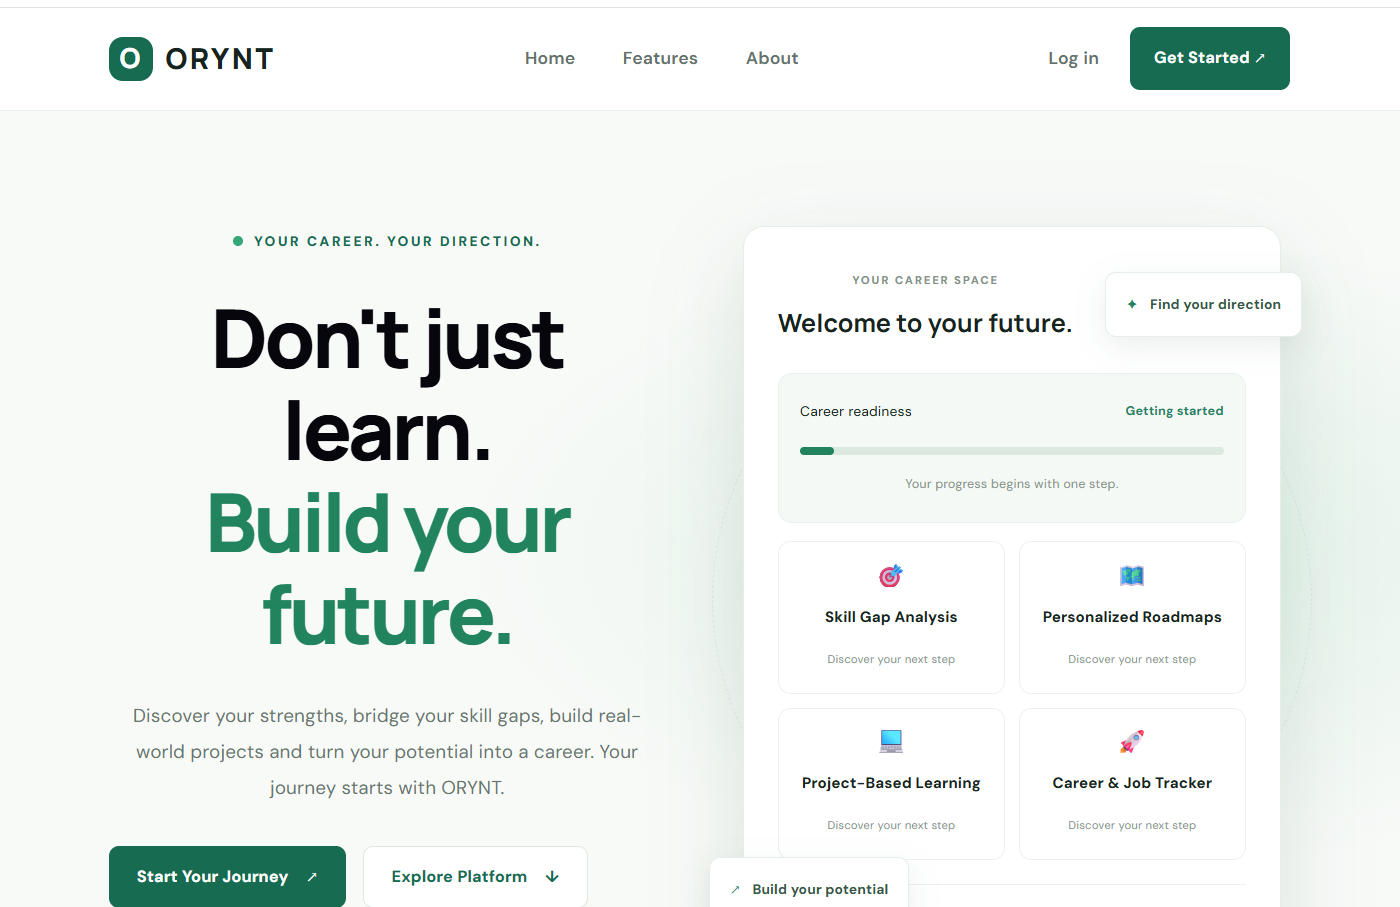 O ORYNT
Home
Features
About
Log in
Get Started ↗
YOUR CAREER. YOUR DIRECTION.
Don't just
learn.
Build your
future.
Discover your strengths, bridge your skill gaps, build real-
world projects and turn your potential into a career. Your
journey starts with ORYNT.
Start Your Journey ↗
Explore Platform ↓
YOUR CAREER SPACE
Welcome to your future.
✦ Find your direction
Career readiness
Getting started
Your progress begins with one step.
Skill Gap Analysis
Discover your next step
Personalized Roadmaps
Discover your next step
Project-Based Learning
Discover your next step
Career & Job Tracker
Discover your next step
↗ Build your potential